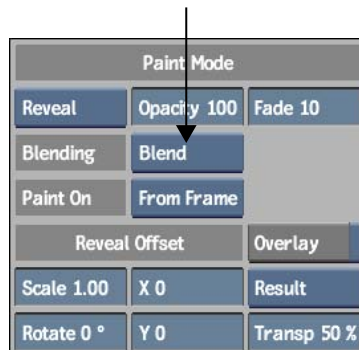 Paint Mode
Reveal Opacity 100 Fade 10
Blending Blend
Paint On From Frame
Reveal Offset Overlay
Scale 1.00 X 0 Result
Rotate 0 ° Y 0 Transp 50 %